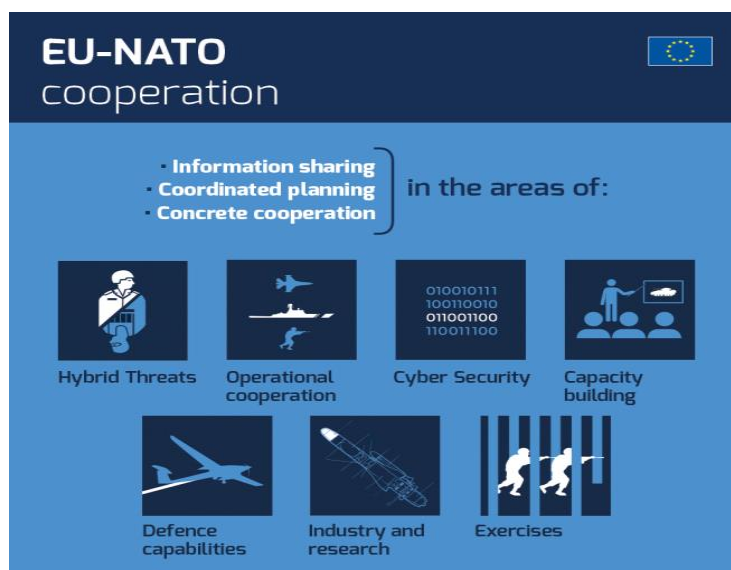 EU-NATO
cooperation
· Information sharing
· Coordinated planning
· Concrete cooperation
in the areas of:
010010111
100110010
011001100
110011100
Hybrid Threats
Operational
cooperation
Cyber Security
Capacity
building
Defence
capabilities
Industry and
research
Exercises